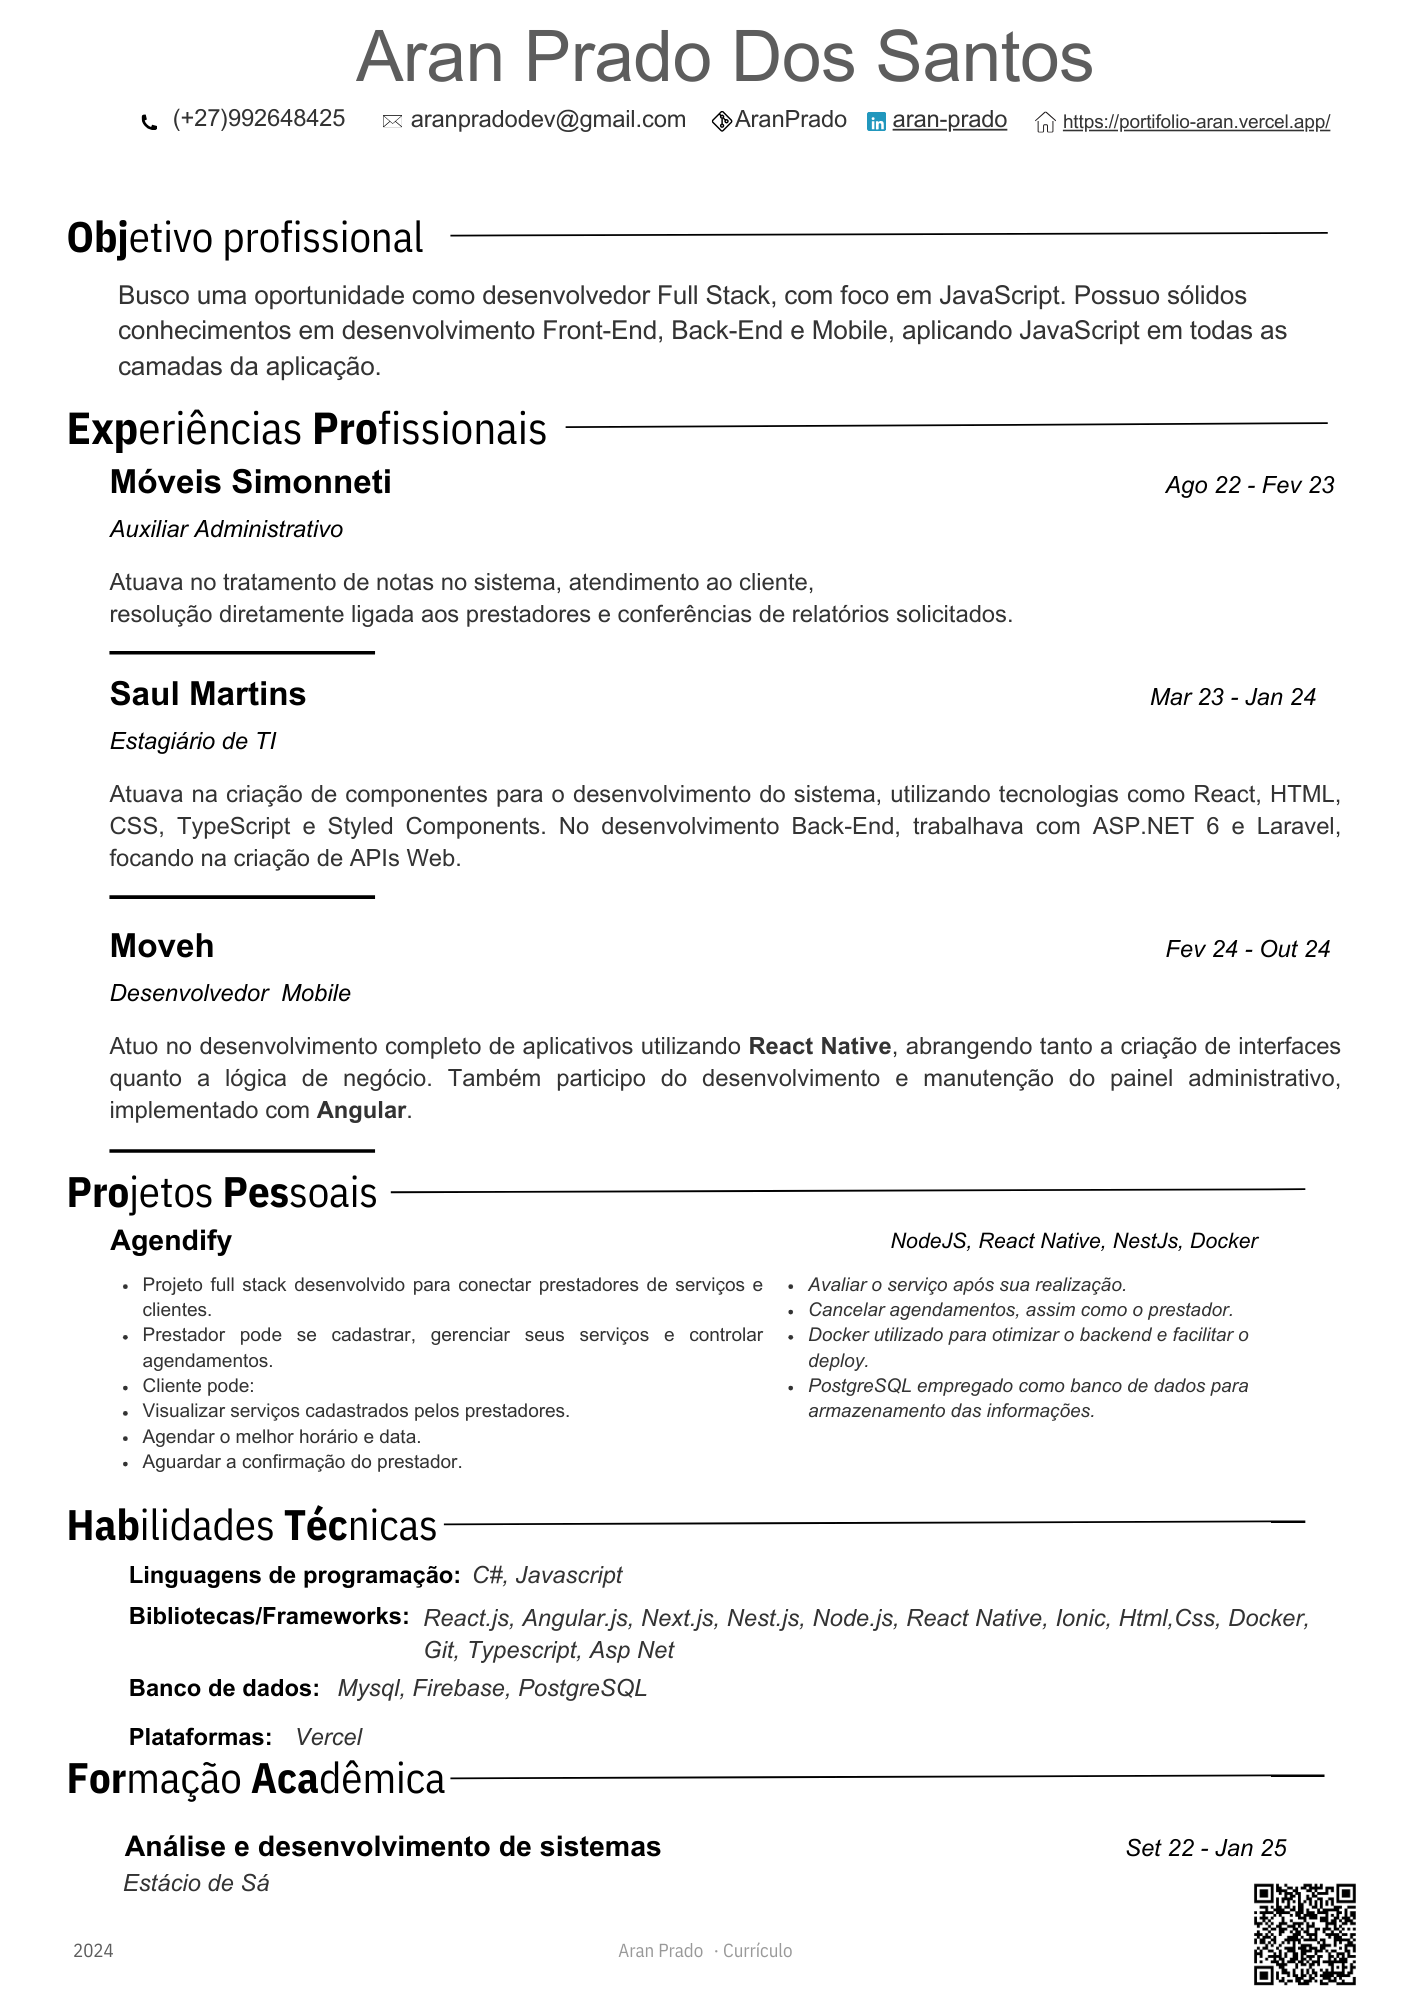 Aran Prado Dos Santos
(+27)992648425 aranpradodev@gmail.com AranPrado aran-prado https://portifolio-aran.vercel.app/
Objetivo profissional
Busco uma oportunidade como desenvolvedor Full Stack, com foco em JavaScript. Possuo sólidos
conhecimentos em desenvolvimento Front-End, Back-End e Mobile, aplicando JavaScript em todas as
camadas da aplicação.
Experiências Profissionais
Móveis Simonneti Ago 22 - Fev 23
Auxiliar Administrativo
Atuava no tratamento de notas no sistema, atendimento ao cliente,
resolução diretamente ligada aos prestadores e conferências de relatórios solicitados.
Saul Martins Mar 23 - Jan 24
Estagiário de TI
Atuava na criação de componentes para o desenvolvimento do sistema, utilizando tecnologias como React, HTML,
CSS, TypeScript e Styled Components. No desenvolvimento Back-End, trabalhava com ASP.NET 6 e Laravel,
focando na criação de APIs Web.
Moveh Fev 24 - Out 24
Desenvolvedor Mobile
Atuo no desenvolvimento completo de aplicativos utilizando React Native, abrangendo tanto a criação de interfaces
quanto a lógica de negócio. Também participo do desenvolvimento e manutenção do painel administrativo,
implementado com Angular.
Projetos Pessoais
Agendify NodeJS, React Native, NestJs, Docker
• Projeto full stack desenvolvido para conectar prestadores de serviços e
clientes.
• Prestador pode se cadastrar, gerenciar seus serviços e controlar
agendamentos.
• Cliente pode:
• Visualizar serviços cadastrados pelos prestadores.
• Agendar o melhor horário e data.
• Aguardar a confirmação do prestador.
• Avaliar o serviço após sua realização.
• Cancelar agendamentos, assim como o prestador.
• Docker utilizado para otimizar o backend e facilitar o
deploy.
• PostgreSQL empregado como banco de dados para
armazenamento das informações.
Habilidades Técnicas
Linguagens de programação: C#, Javascript
Bibliotecas/Frameworks: React.js, Angular.js, Next.js, Nest.js, Node.js, React Native, Ionic, Html,Css, Docker,
Git, Typescript, Asp Net
Banco de dados: Mysql, Firebase, PostgreSQL
Plataformas: Vercel
Formação Acadêmica
Análise e desenvolvimento de sistemas Set 22 - Jan 25
Estácio de Sá
2024 Aran Prado · Currículo